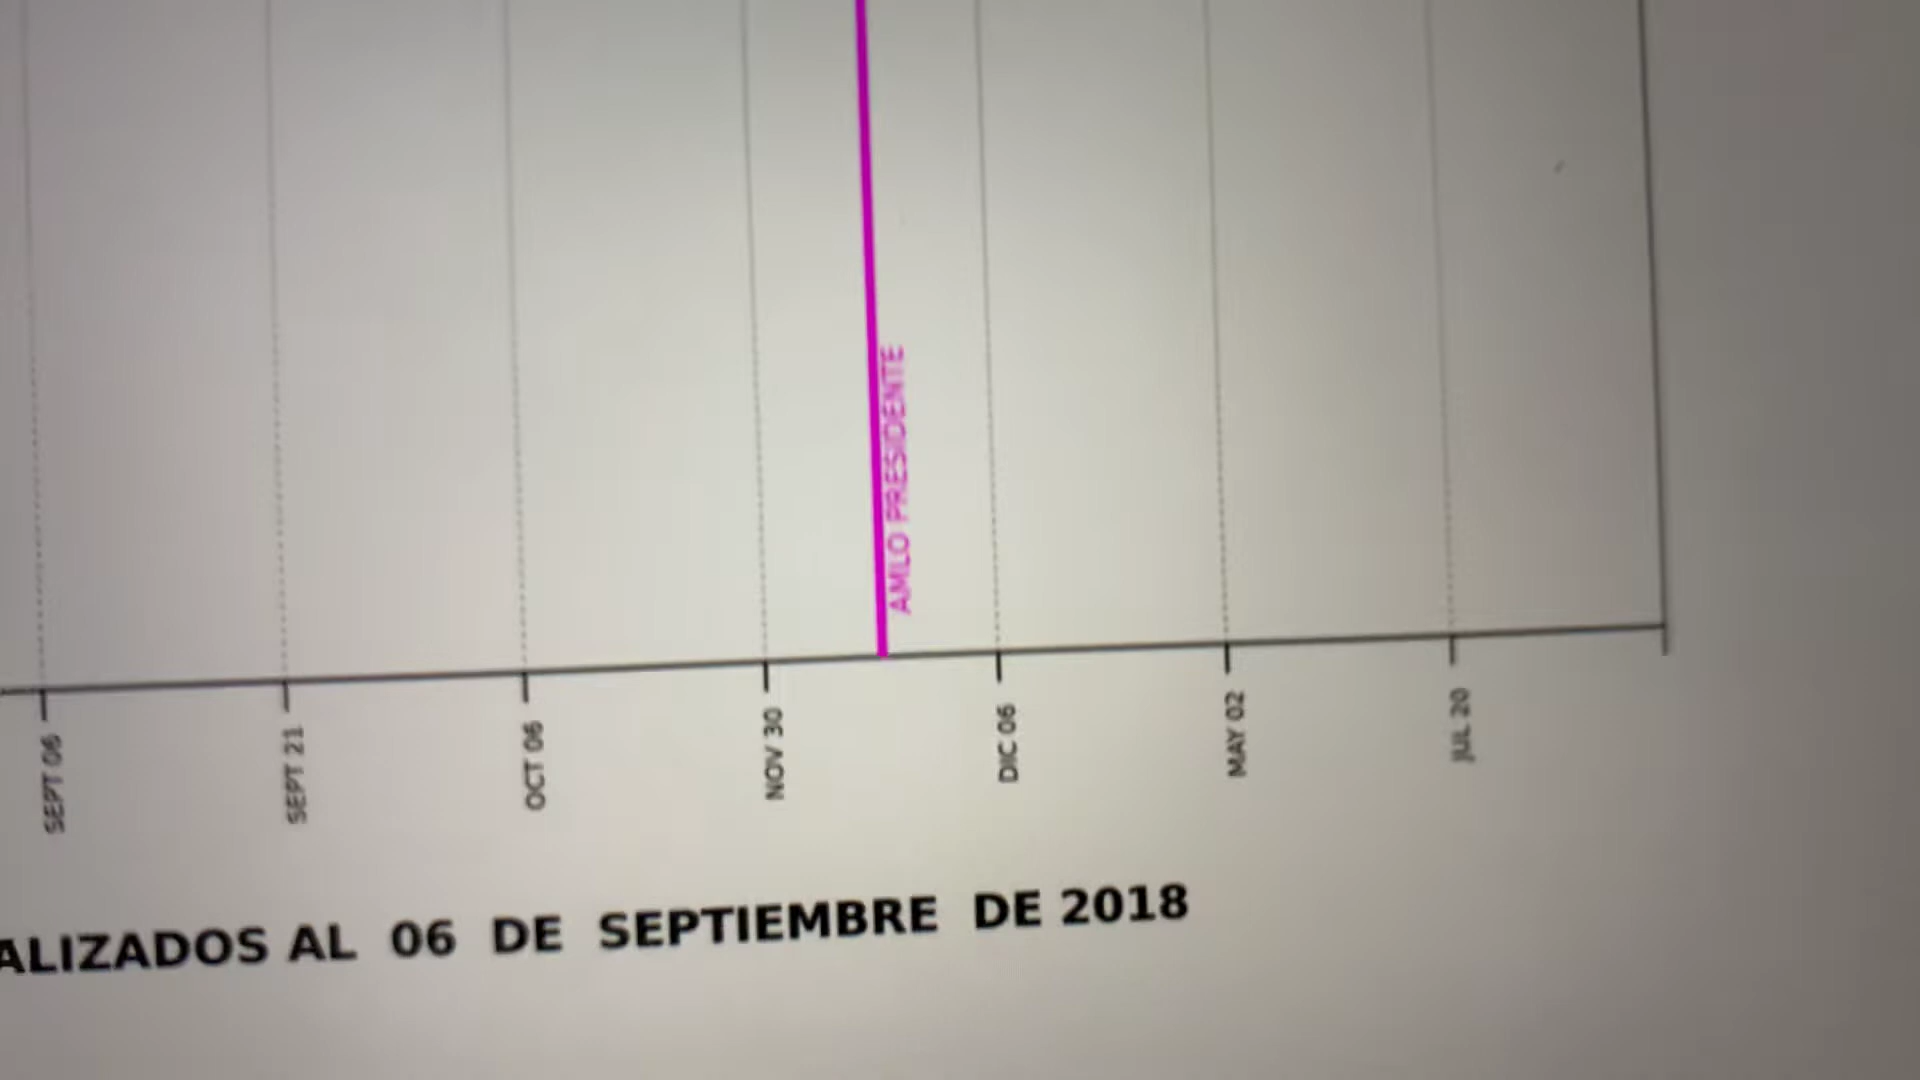 AMLO PRESIDENTE
SEPT 06
SEPT 21
OCT 06
NOV 30
DIC 06
MAY 02
JUL 20
ALIZADOS AL 06 DE SEPTIEMBRE DE 2018